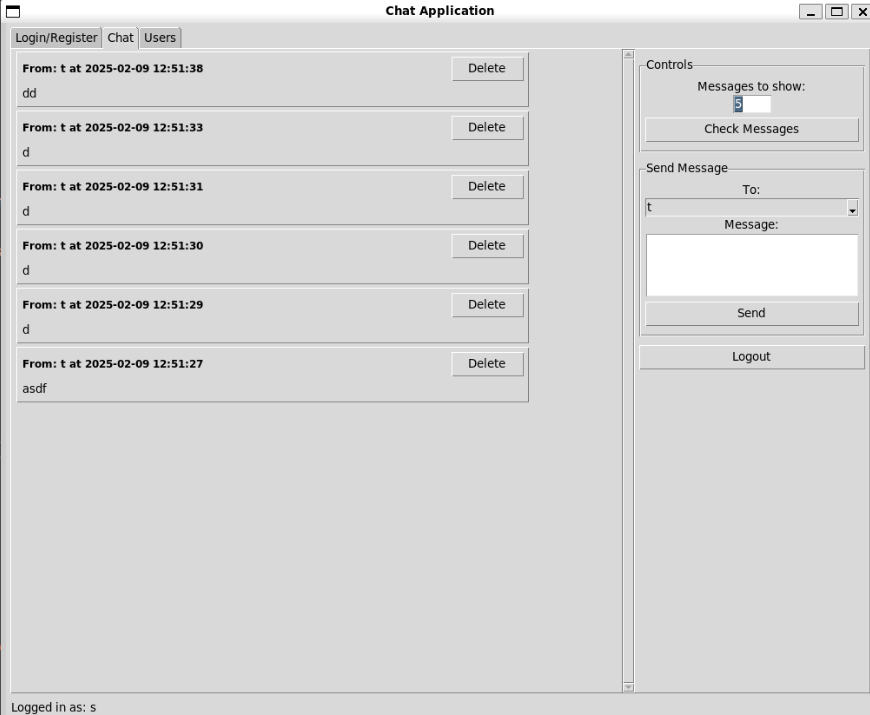 Chat Application
Login/Register Chat Users
From: t at 2025-02-09 12:51:38
Delete
dd
From: t at 2025-02-09 12:51:33
Delete
d
From: t at 2025-02-09 12:51:31
Delete
d
From: t at 2025-02-09 12:51:30
Delete
d
From: t at 2025-02-09 12:51:29
Delete
d
From: t at 2025-02-09 12:51:27
Delete
asdf
Controls
Messages to show:
5
Check Messages
Send Message
To:
t
Message:
Send
Logout
Logged in as: s